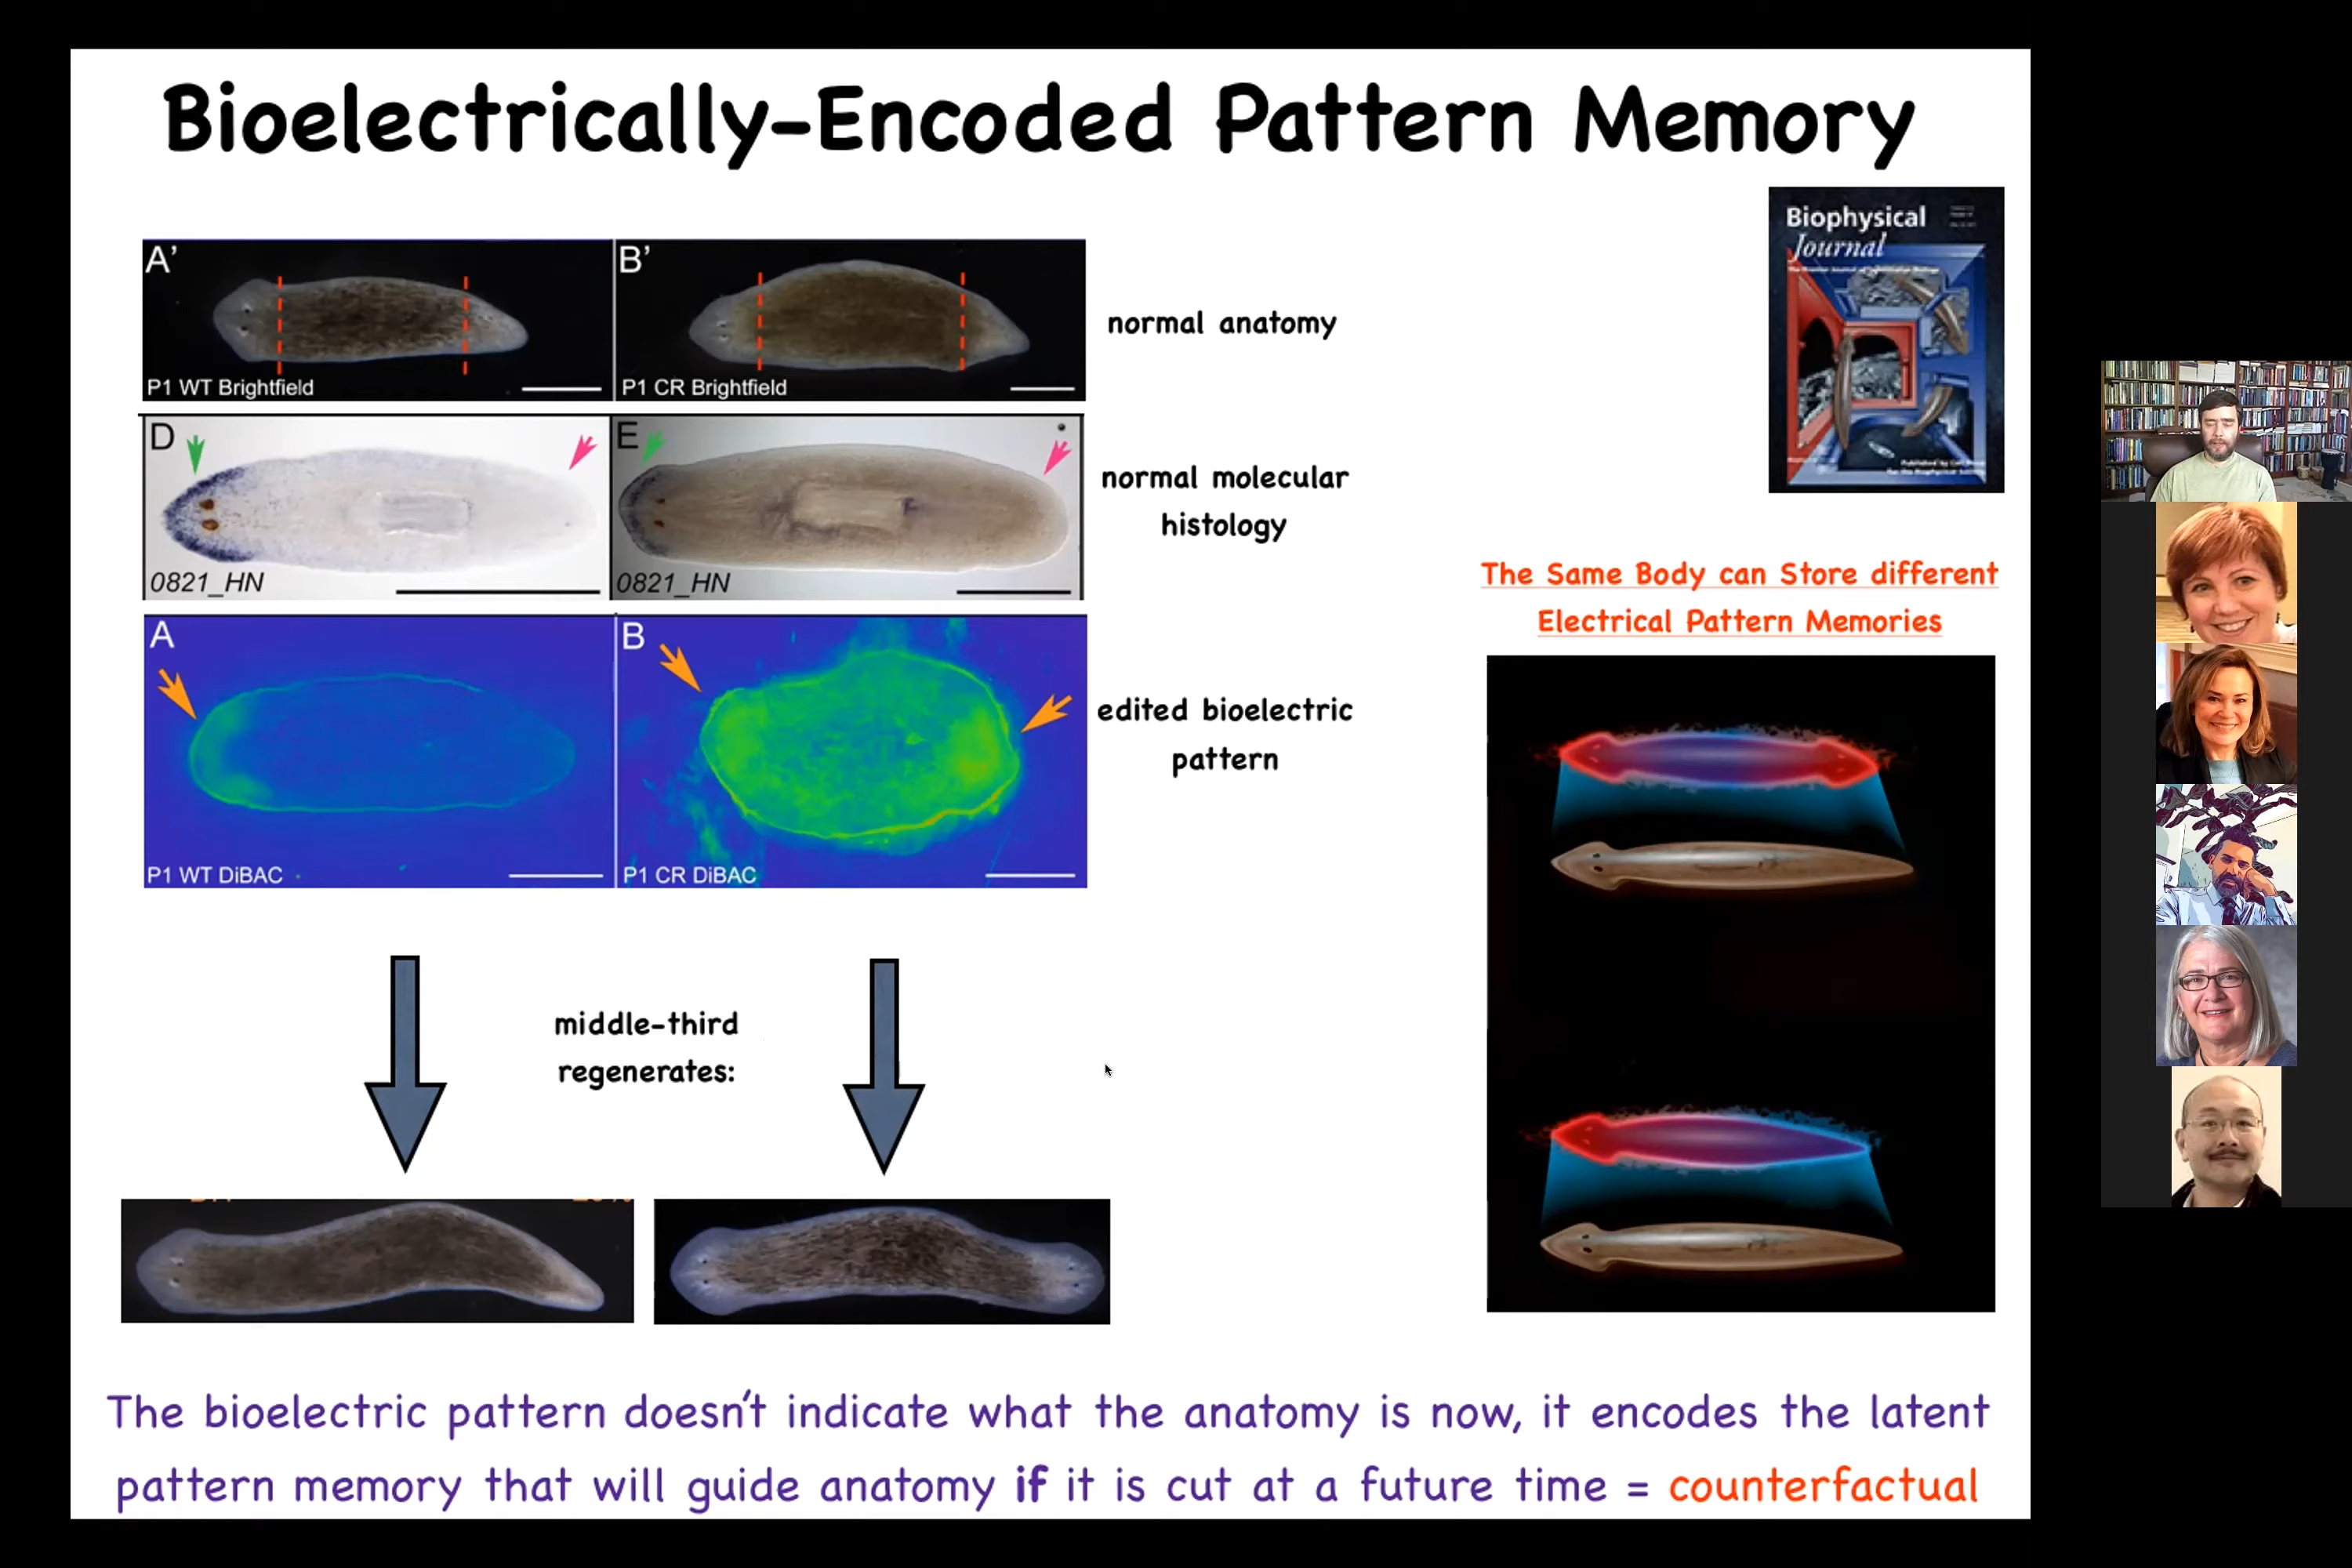 Bioelectrically-Encoded Pattern Memory
A'
P1 WT Brightfield
B'
P1 CR Brightfield
normal anatomy
D
0821_HN
E
0821_HN
normal molecular
histology
A
P1 WT DiBAC
B
P1 CR DiBAC
edited bioelectric
pattern
middle-third
regenerates:
Biophysical
Journal
The Same Body can Store different
Electrical Pattern Memories
The bioelectric pattern doesn't indicate what the anatomy is now, it encodes the latent
pattern memory that will guide anatomy if it is cut at a future time = counterfactual